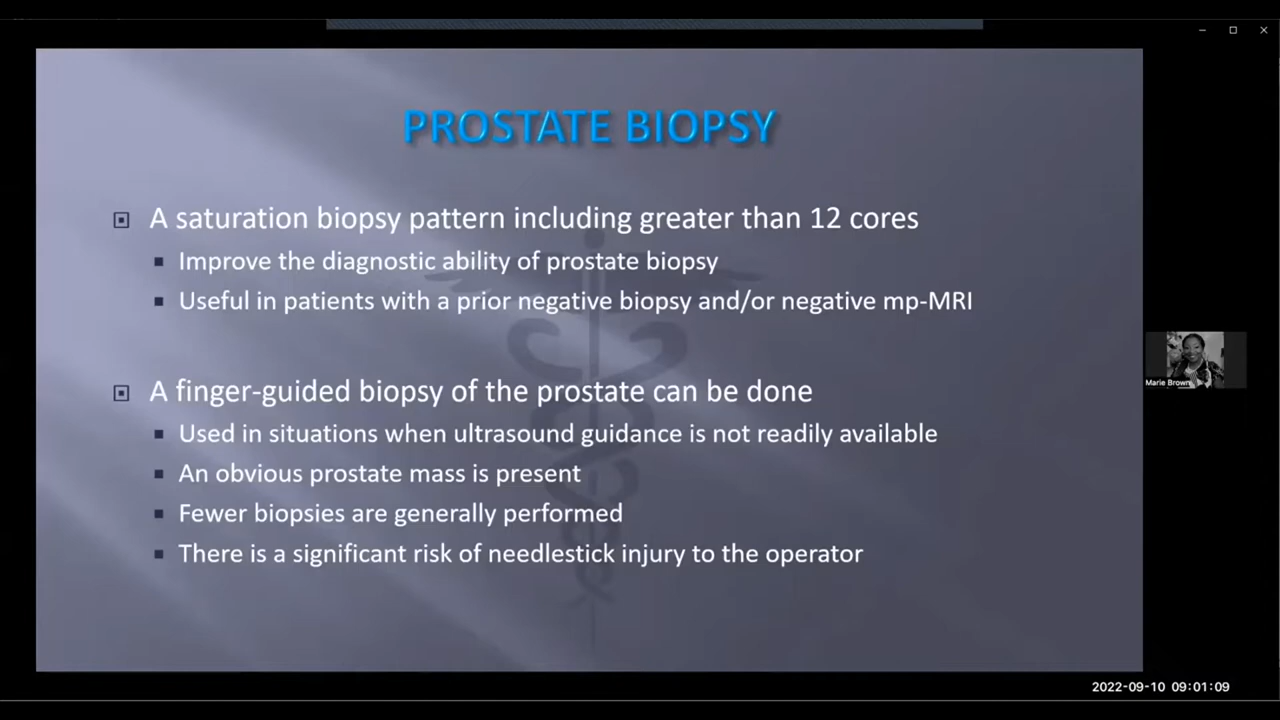 PROSTATE BIOPSY
A saturation biopsy pattern including greater than 12 cores
Improve the diagnostic ability of prostate biopsy
Useful in patients with a prior negative biopsy and/or negative mp-MRI
A finger-guided biopsy of the prostate can be done
Used in situations when ultrasound guidance is not readily available
An obvious prostate mass is present
Fewer biopsies are generally performed
There is a significant risk of needlestick injury to the operator
Marie Brown
2022-09-10 09:01:09